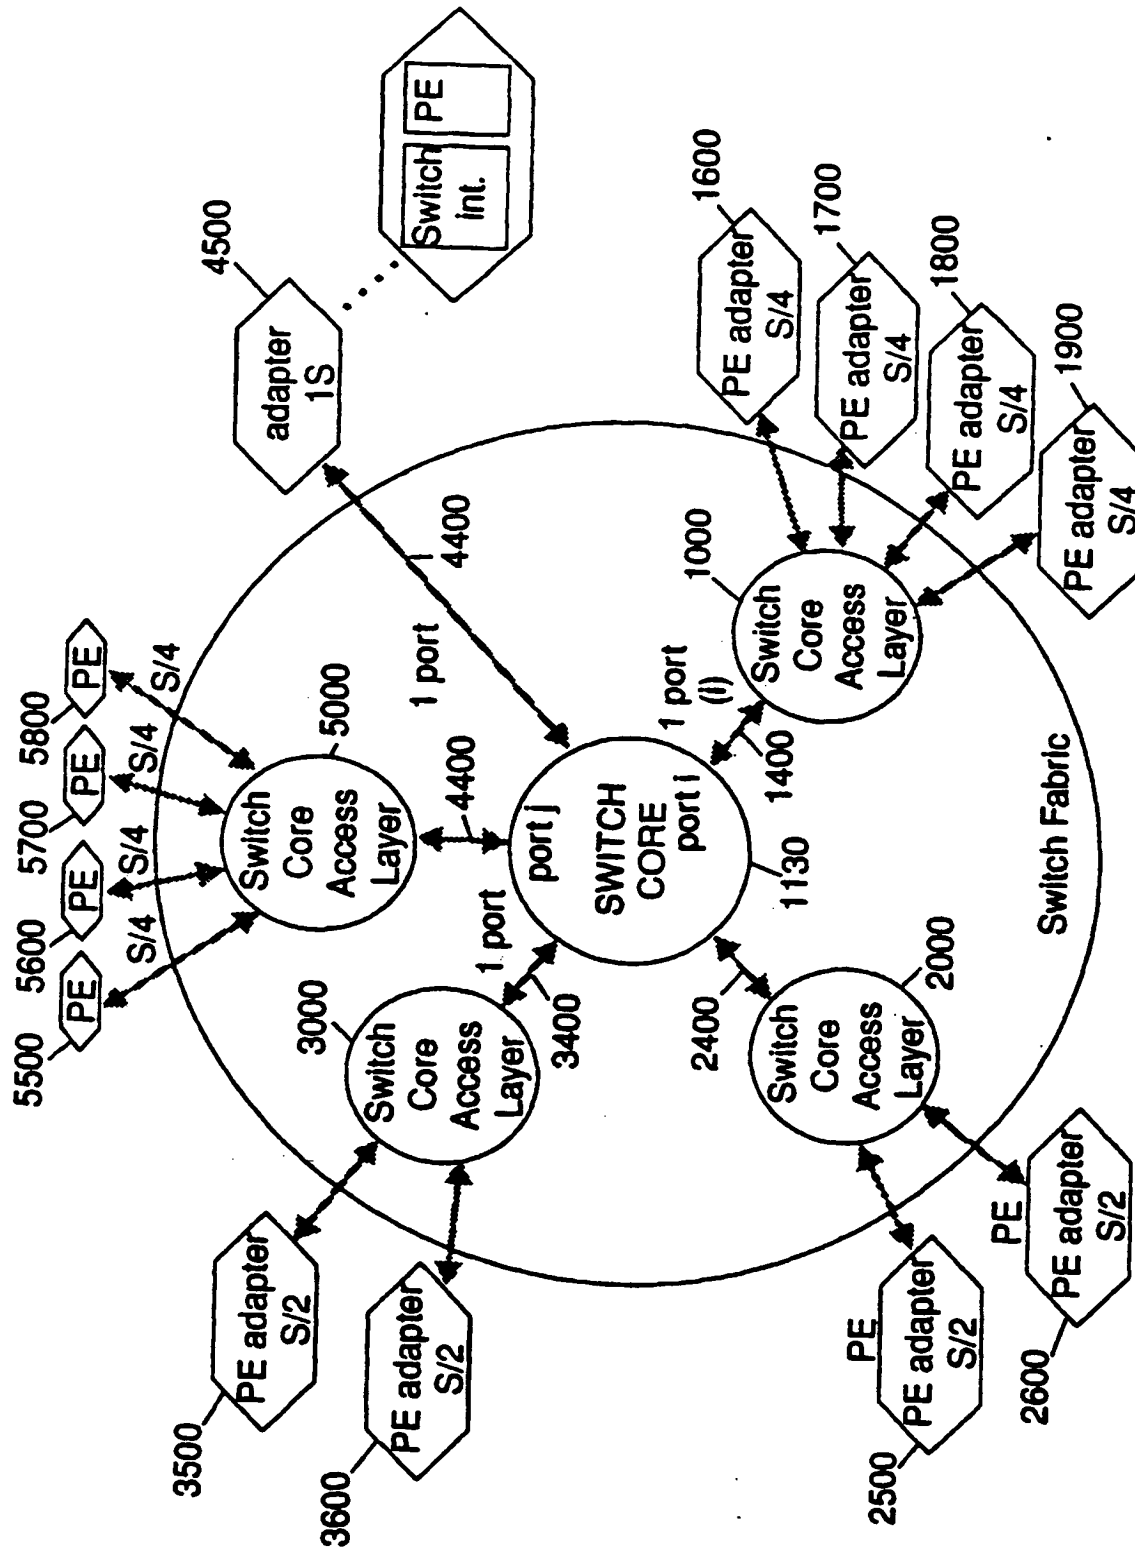 5500
PE
S/4
5600
PE
S/4
5700
PE
S/4
5800
PE
S/4
3500
PE adapter
S/2
3600
PE adapter
S/2
3000
Switch
Core
Access
Layer
3400
1 port
5000
Switch
Core
Access
Layer
4400
1 port
4400
4500
adapter
1S
Switch
int.
PE
port j
SWITCH
CORE
port i
1130
2400
2000
Switch
Core
Access
Layer
2500
PE
PE adapter
S/2
2600
PE
PE adapter
S/2
1 port
(i)
1400
1000
Switch
Core
Access
Layer
1600
PE adapter
S/4
1700
PE adapter
S/4
1800
PE adapter
S/4
1900
PE adapter
S/4
Switch Fabric